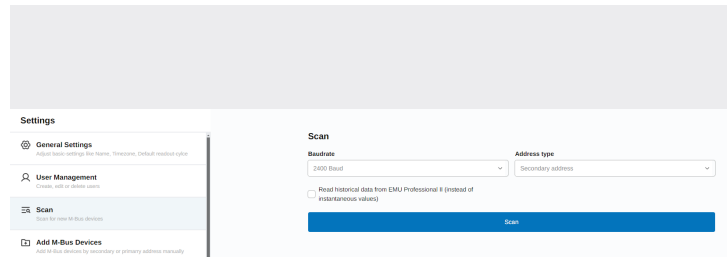 Settings
General Settings
Adjust basic-settings like Name, Timezone, Default readout cylce
User Management
Create, edit or delete users
Scan
Scan for new M-Bus devices
Add M-Bus Devices
Add M-Bus devices by secondary or primary address manually
Scan
Baudrate
Address type
2400 Baud
Secondary address
Read historical data from EMU Professional II (instead of
instantaneous values)
Scan